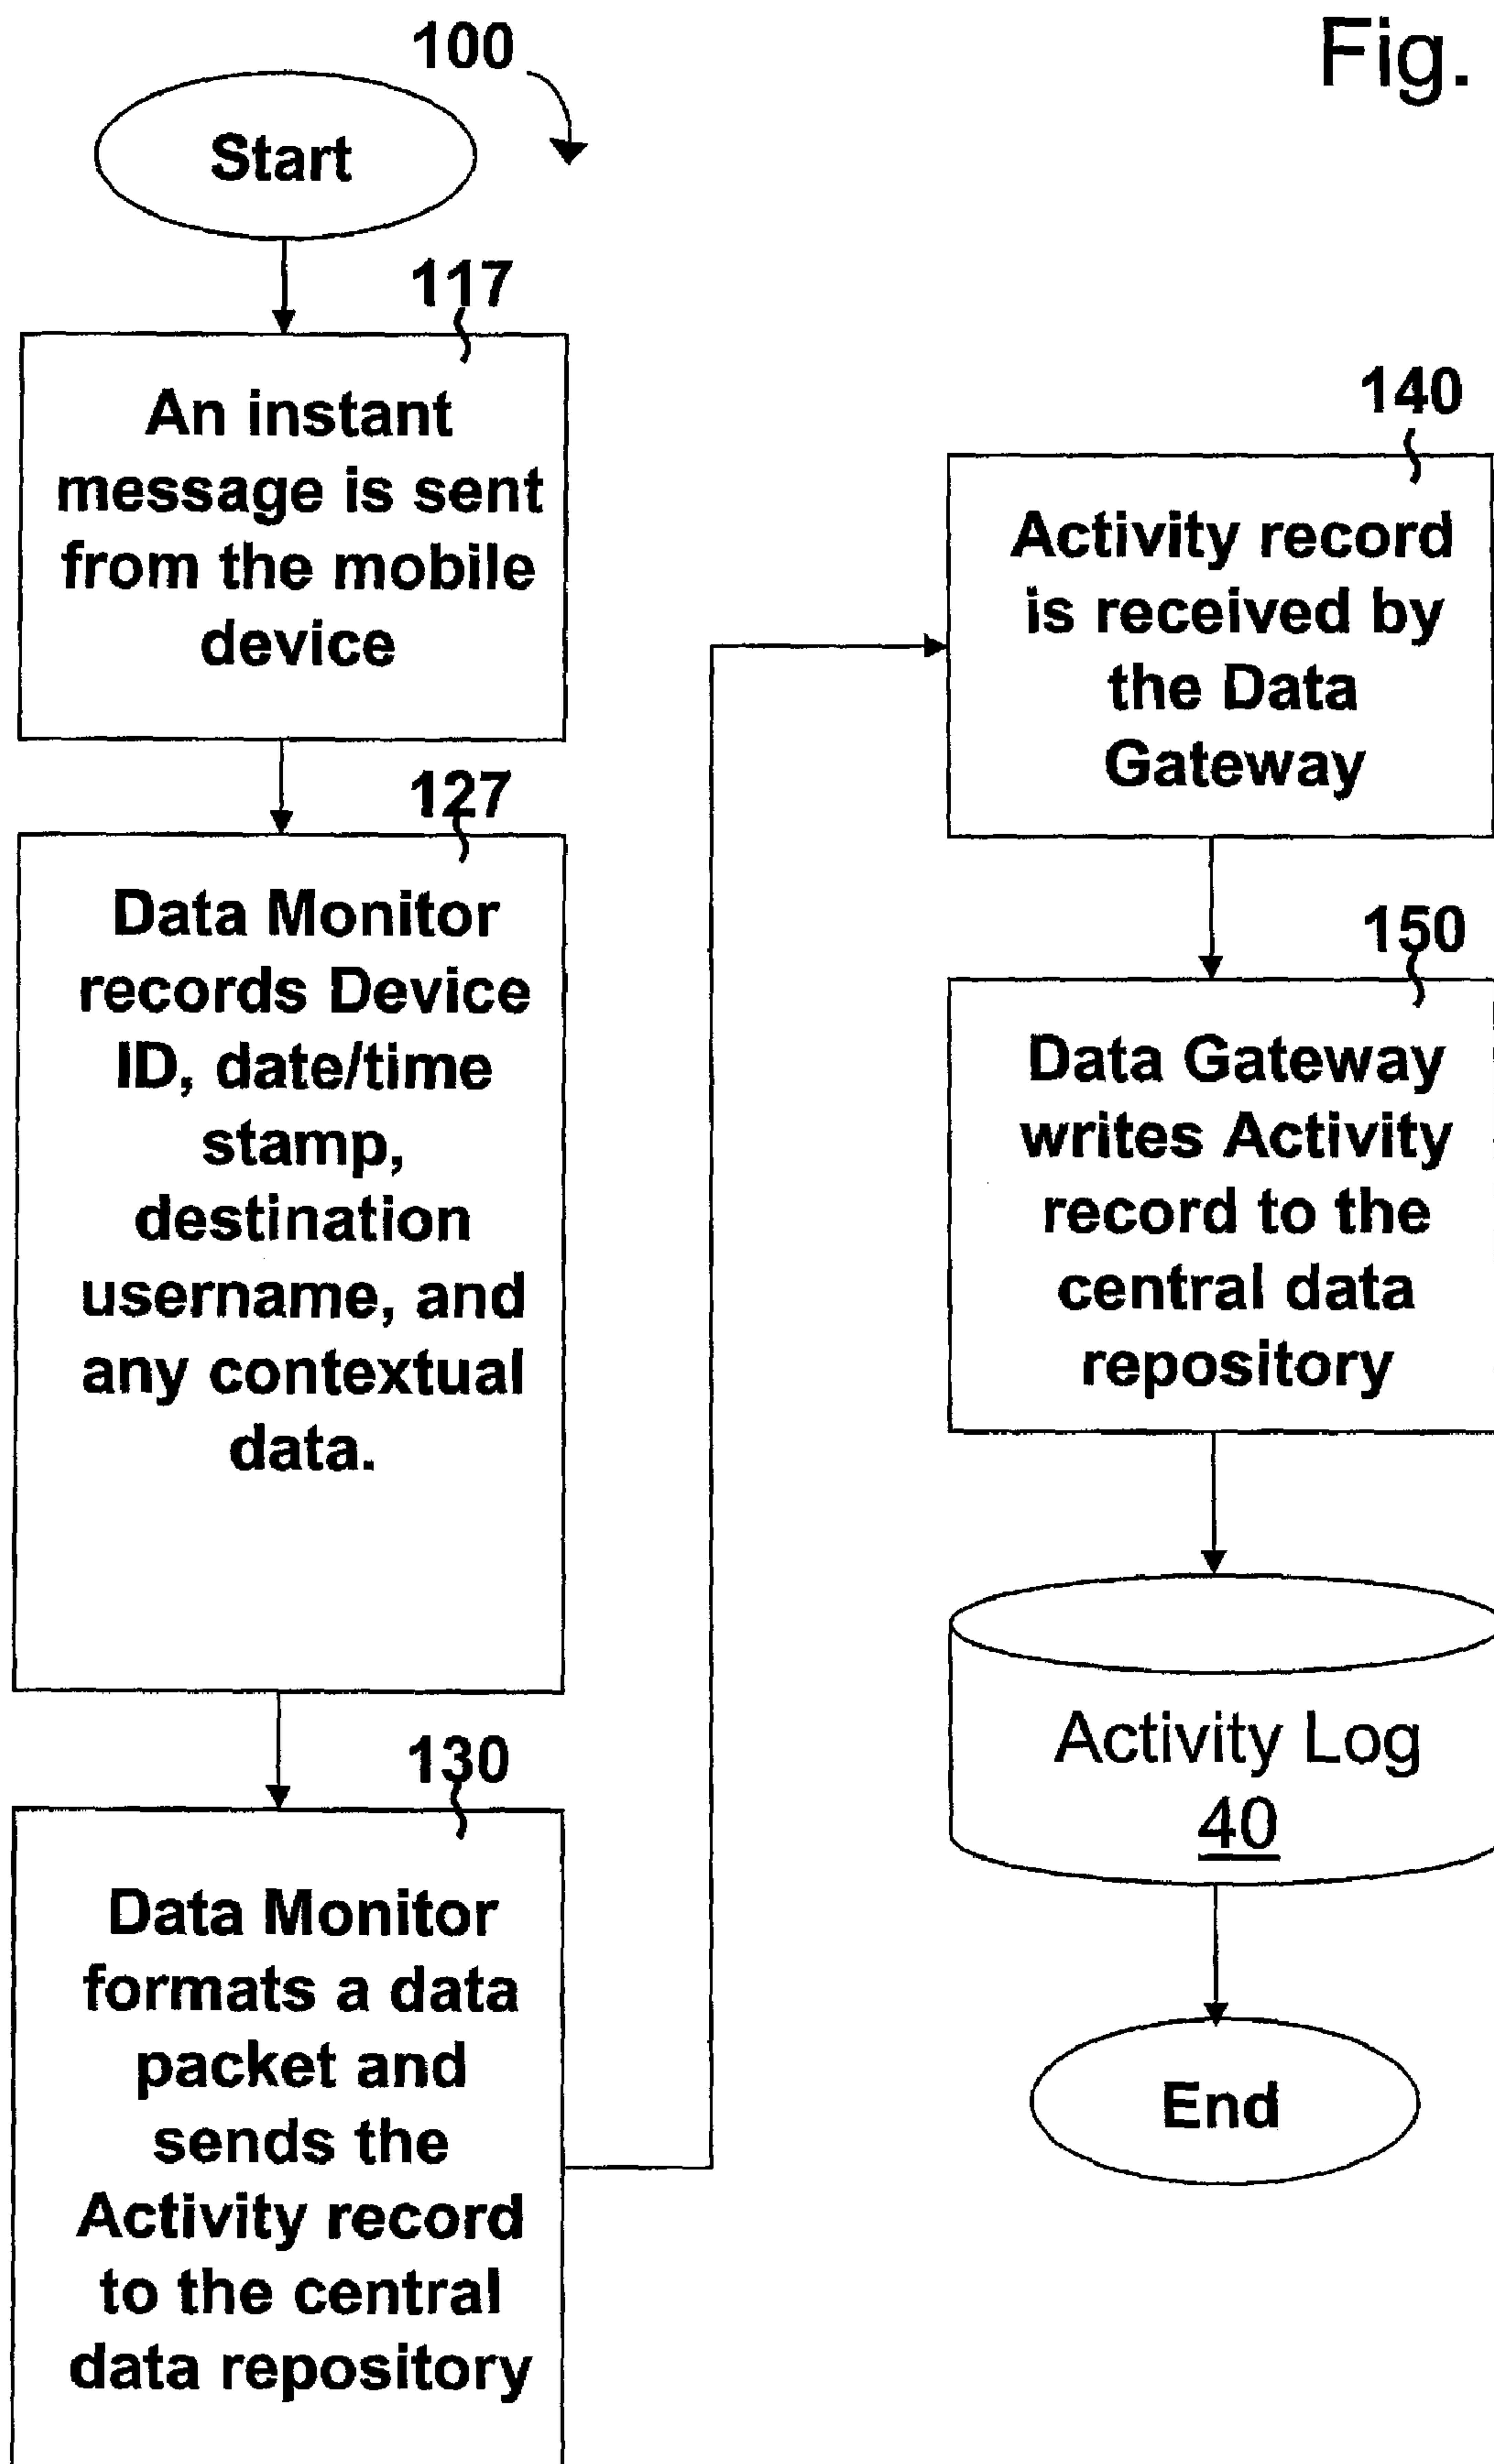 Fig.
100
Start
117
An instant
message is sent
from the mobile
device
127
Data Monitor
records Device
ID, date/time
stamp,
destination
username, and
any contextual
data.
130
Data Monitor
formats a data
packet and
sends the
Activity record
to the central
data repository
140
Activity record
is received by
the Data
Gateway
150
Data Gateway
writes Activity
record to the
central data
repository
Activity Log
40
End